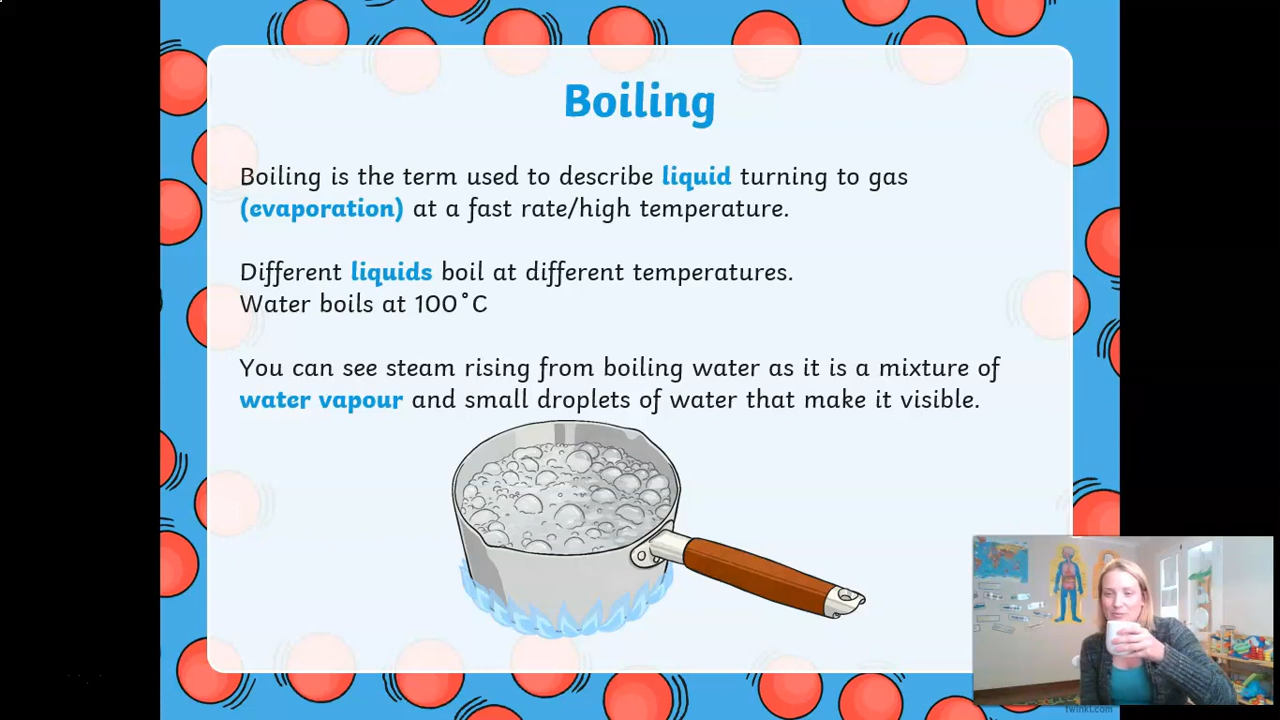 Boiling
Boiling is the term used to describe liquid turning to gas
(evaporation) at a fast rate/high temperature.
Different liquids boil at different temperatures.
Water boils at 100˚C
You can see steam rising from boiling water as it is a mixture of
water vapour and small droplets of water that make it visible.
twinkl.com